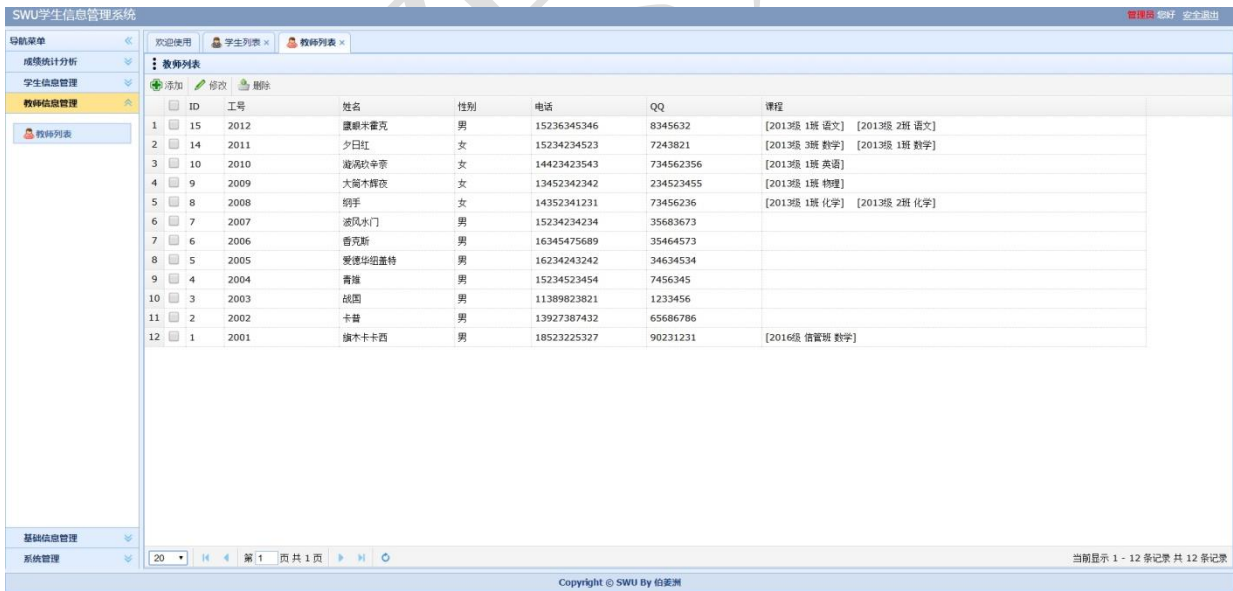 SWU学生信息管理系统 管理员 您好 安全退出
导航菜单
成绩统计分析
学生信息管理
教师信息管理
教师列表
基础信息管理
系统管理
欢迎使用 学生列表 × 教师列表 ×
教师列表
添加 修改 删除
ID 工号 姓名 性别 电话 QQ 课程
1 15 2012 鹰眼米霍克 男 15236345346 8345632 [2013级 1班 语文] [2013级 2班 语文]
2 14 2011 夕日红 女 15234234523 7243821 [2013级 3班 数学] [2013级 1班 数学]
3 10 2010 漩涡玖辛奈 女 14423423543 734562356 [2013级 1班 英语]
4 9 2009 大筒木辉夜 女 13452342342 234523455 [2013级 1班 物理]
5 8 2008 纲手 女 14352341231 73456236 [2013级 1班 化学] [2013级 2班 化学]
6 7 2007 波风水门 男 15234234234 35683673
7 6 2006 香克斯 男 16345475689 35464573
8 5 2005 爱德华纽盖特 男 16234243242 34634534
9 4 2004 青雉 男 15234523454 7456345
10 3 2003 战国 男 11389823821 1233456
11 2 2002 卡普 男 13927387432 65686786
12 1 2001 旗木卡卡西 男 18523225327 90231231 [2016级 信管班 数学]
20 第 1 页 共 1 页 当前显示 1 - 12 条记录 共 12 条记录
Copyright © SWU By 伯姜洲